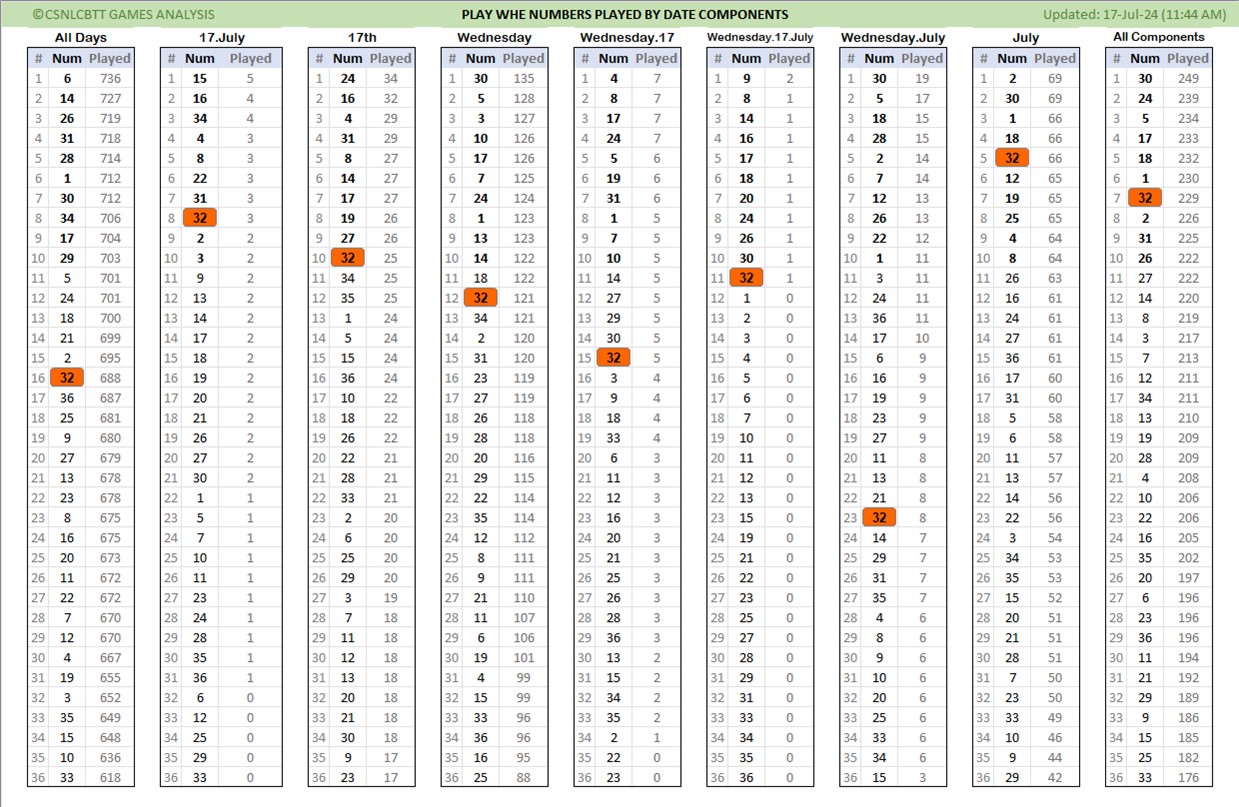 ©CSNLCBTT GAMES ANALYSIS PLAY WHE NUMBERS PLAYED BY DATE COMPONENTS Updated: 17-Jul-24 (11:44 AM)
All Days 17.July 17th Wednesday Wednesday.17 Wednesday.17.July Wednesday.July July All Components
# Num Played # Num Played # Num Played # Num Played # Num Played # Num Played # Num Played # Num Played # Num Played
1 6 736 1 15 5 1 24 34 1 30 135 1 4 7 1 9 2 1 30 19 1 2 69 1 30 249
2 14 727 2 16 4 2 16 32 2 5 128 2 8 7 2 8 1 2 5 17 2 30 69 2 24 239
3 26 719 3 34 4 3 4 29 3 3 127 3 17 7 3 14 1 3 18 15 3 1 66 3 5 234
4 31 718 4 4 3 4 31 29 4 10 126 4 24 7 4 16 1 4 28 15 4 18 66 4 17 233
5 28 714 5 8 3 5 8 27 5 17 126 5 5 6 5 17 1 5 2 14 5 32 66 5 18 232
6 1 712 6 22 3 6 14 27 6 7 125 6 19 6 6 18 1 6 7 14 6 12 65 6 1 230
7 30 712 7 31 3 7 17 27 7 24 124 7 31 6 7 20 1 7 12 13 7 19 65 7 32 229
8 34 706 8 32 3 8 19 26 8 1 123 8 1 5 8 24 1 8 26 13 8 25 65 8 2 226
9 17 704 9 2 2 9 27 26 9 13 123 9 7 5 9 26 1 9 22 12 9 4 64 9 31 225
10 29 703 10 3 2 10 32 25 10 14 122 10 10 5 10 30 1 10 1 11 10 8 64 10 26 222
11 5 701 11 9 2 11 34 25 11 18 122 11 14 5 11 32 1 11 3 11 11 26 63 11 27 222
12 24 701 12 13 2 12 35 25 12 32 121 12 27 5 12 1 0 12 24 11 12 16 61 12 14 220
13 18 700 13 14 2 13 1 24 13 34 121 13 29 5 13 2 0 13 36 11 13 24 61 13 8 219
14 21 699 14 17 2 14 5 24 14 2 120 14 30 5 14 3 0 14 17 10 14 27 61 14 3 217
15 2 695 15 18 2 15 15 24 15 31 120 15 32 5 15 4 0 15 6 9 15 36 61 15 7 213
16 32 688 16 19 2 16 36 24 16 23 119 16 3 4 16 5 0 16 16 9 16 17 60 16 12 211
17 36 687 17 20 2 17 10 22 17 27 119 17 9 4 17 6 0 17 19 9 17 31 60 17 34 211
18 25 681 18 21 2 18 18 22 18 26 118 18 18 4 18 7 0 18 23 9 18 5 58 18 13 210
19 9 680 19 26 2 19 26 22 19 28 118 19 33 4 19 10 0 19 27 9 19 6 58 19 19 209
20 27 679 20 27 2 20 22 21 20 20 116 20 6 3 20 11 0 20 11 8 20 11 57 20 28 209
21 13 678 21 30 2 21 28 21 21 29 115 21 11 3 21 12 0 21 13 8 21 13 57 21 4 208
22 23 678 22 1 1 22 33 21 22 22 114 22 12 3 22 13 0 22 21 8 22 14 56 22 10 206
23 8 675 23 5 1 23 2 20 23 35 114 23 16 3 23 15 0 23 32 8 23 22 56 23 22 206
24 16 675 24 7 1 24 6 20 24 12 112 24 20 3 24 19 0 24 14 7 24 3 54 24 16 205
25 20 673 25 10 1 25 25 20 25 8 111 25 21 3 25 21 0 25 29 7 25 34 53 25 35 202
26 11 672 26 11 1 26 29 20 26 9 111 26 25 3 26 22 0 26 31 7 26 35 53 26 20 197
27 22 672 27 23 1 27 3 19 27 21 110 27 26 3 27 23 0 27 35 7 27 15 52 27 6 196
28 7 670 28 24 1 28 7 18 28 11 107 28 28 3 28 25 0 28 4 6 28 20 51 28 23 196
29 12 670 29 28 1 29 11 18 29 6 106 29 36 3 29 27 0 29 8 6 29 21 51 29 36 196
30 4 667 30 35 1 30 12 18 30 19 101 30 13 2 30 28 0 30 9 6 30 28 51 30 11 194
31 19 655 31 36 1 31 13 18 31 4 99 31 15 2 31 29 0 31 10 6 31 7 50 31 21 192
32 3 652 32 6 0 32 20 18 32 15 99 32 34 2 32 31 0 32 20 6 32 23 50 32 29 189
33 35 649 33 12 0 33 21 18 33 33 96 33 35 2 33 33 0 33 25 6 33 33 49 33 9 186
34 15 648 34 25 0 34 30 18 34 36 96 34 2 1 34 34 0 34 33 6 34 10 46 34 15 185
35 10 636 35 29 0 35 9 17 35 16 95 35 22 0 35 35 0 35 34 6 35 9 44 35 25 182
36 33 618 36 33 0 36 23 17 36 25 88 36 23 0 36 36 0 36 15 3 36 29 42 36 33 176